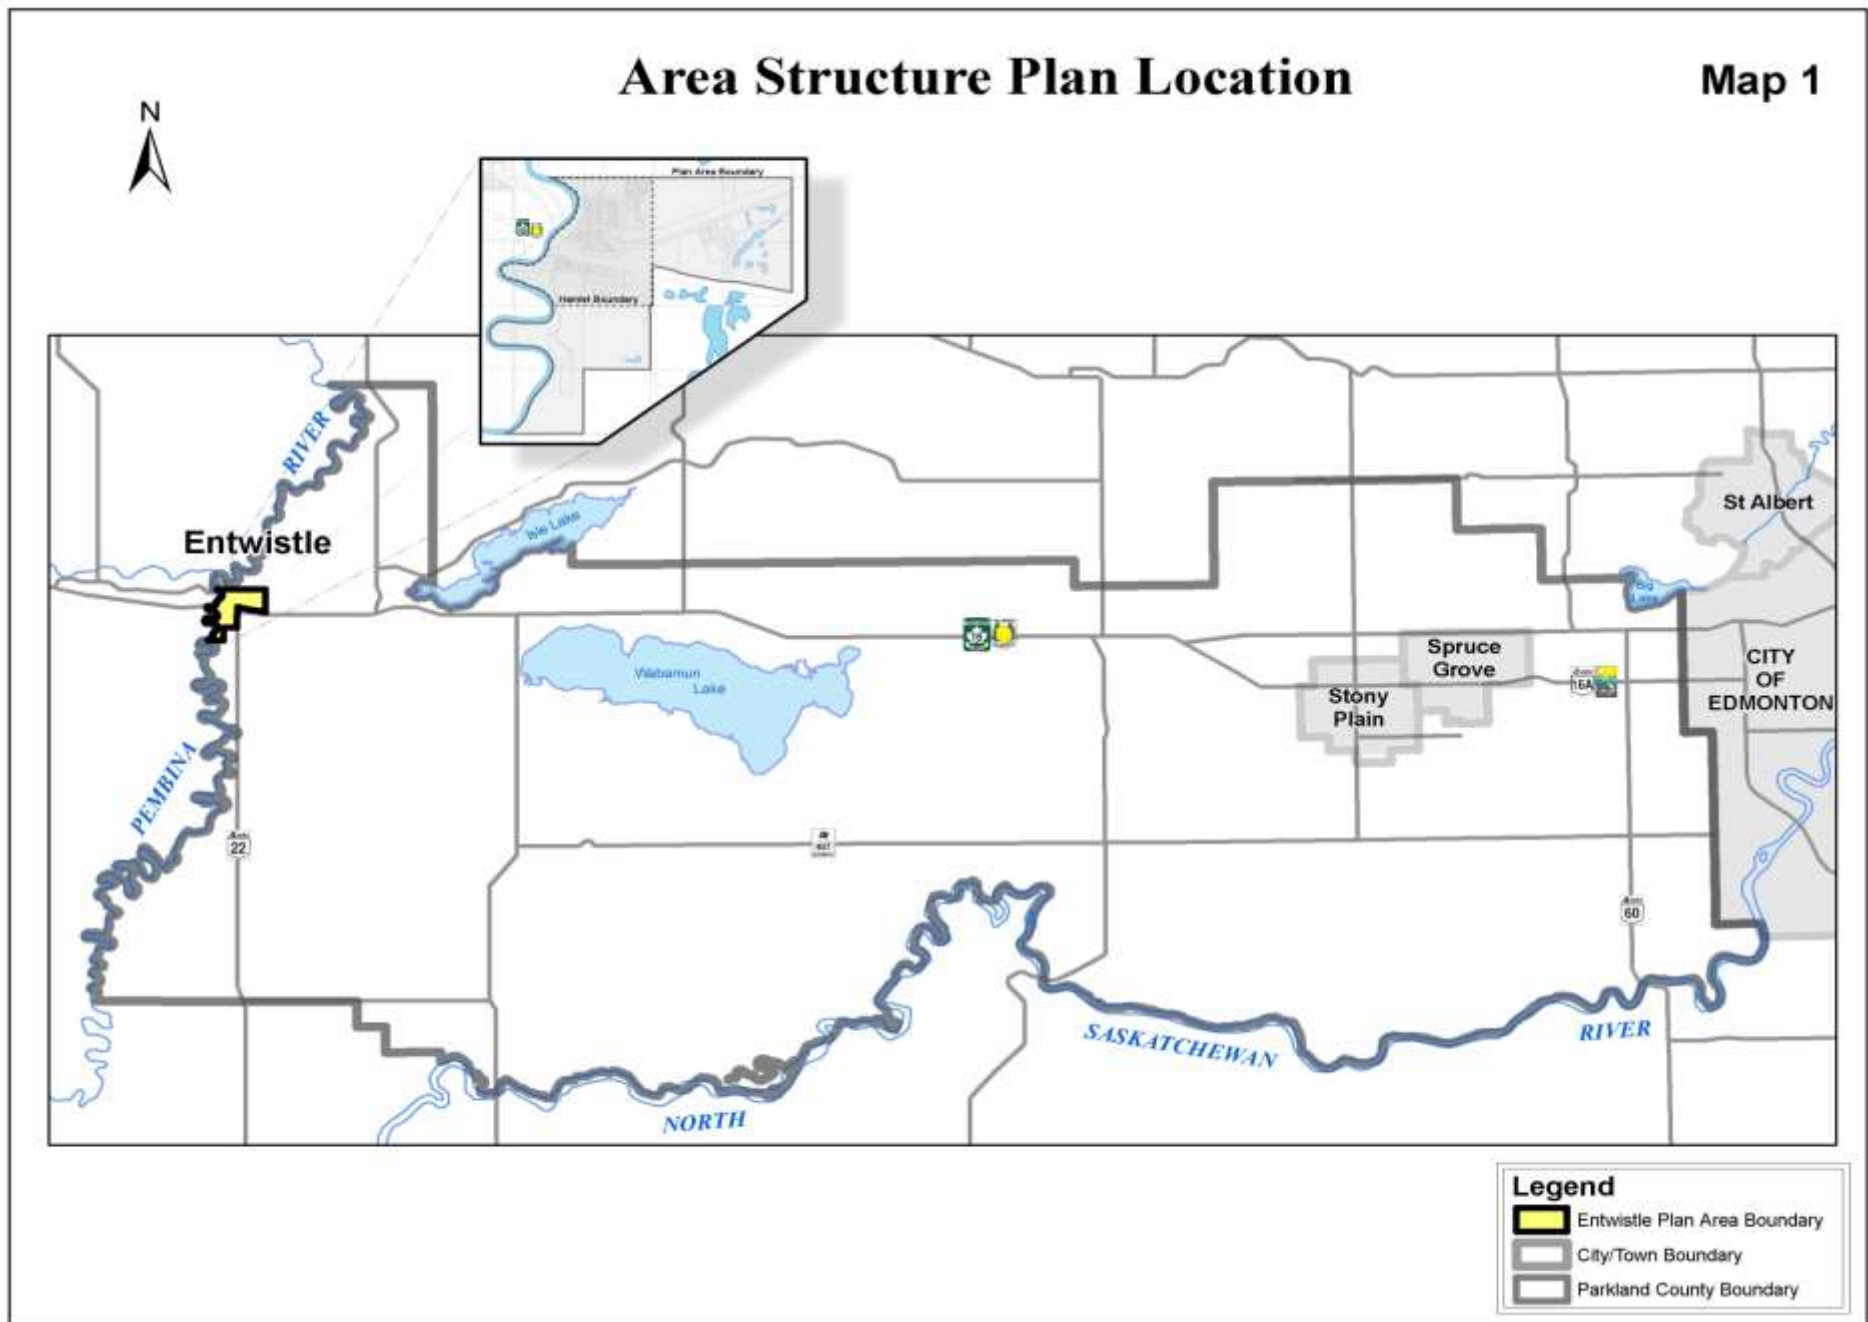 Area Structure Plan Location
Map 1
N
Plan Area Boundary
Hamlet Boundary
RIVER
Entwistle
Isle Lake
St Albert
Big
Lake
16
Wabamun
Lake
Spruce
Grove
16A
Stony
Plain
CITY
OF
EDMONTON
PEMBINA
22
627
60
SASKATCHEWAN
RIVER
NORTH
Legend
Entwistle Plan Area Boundary
City/Town Boundary
Parkland County Boundary